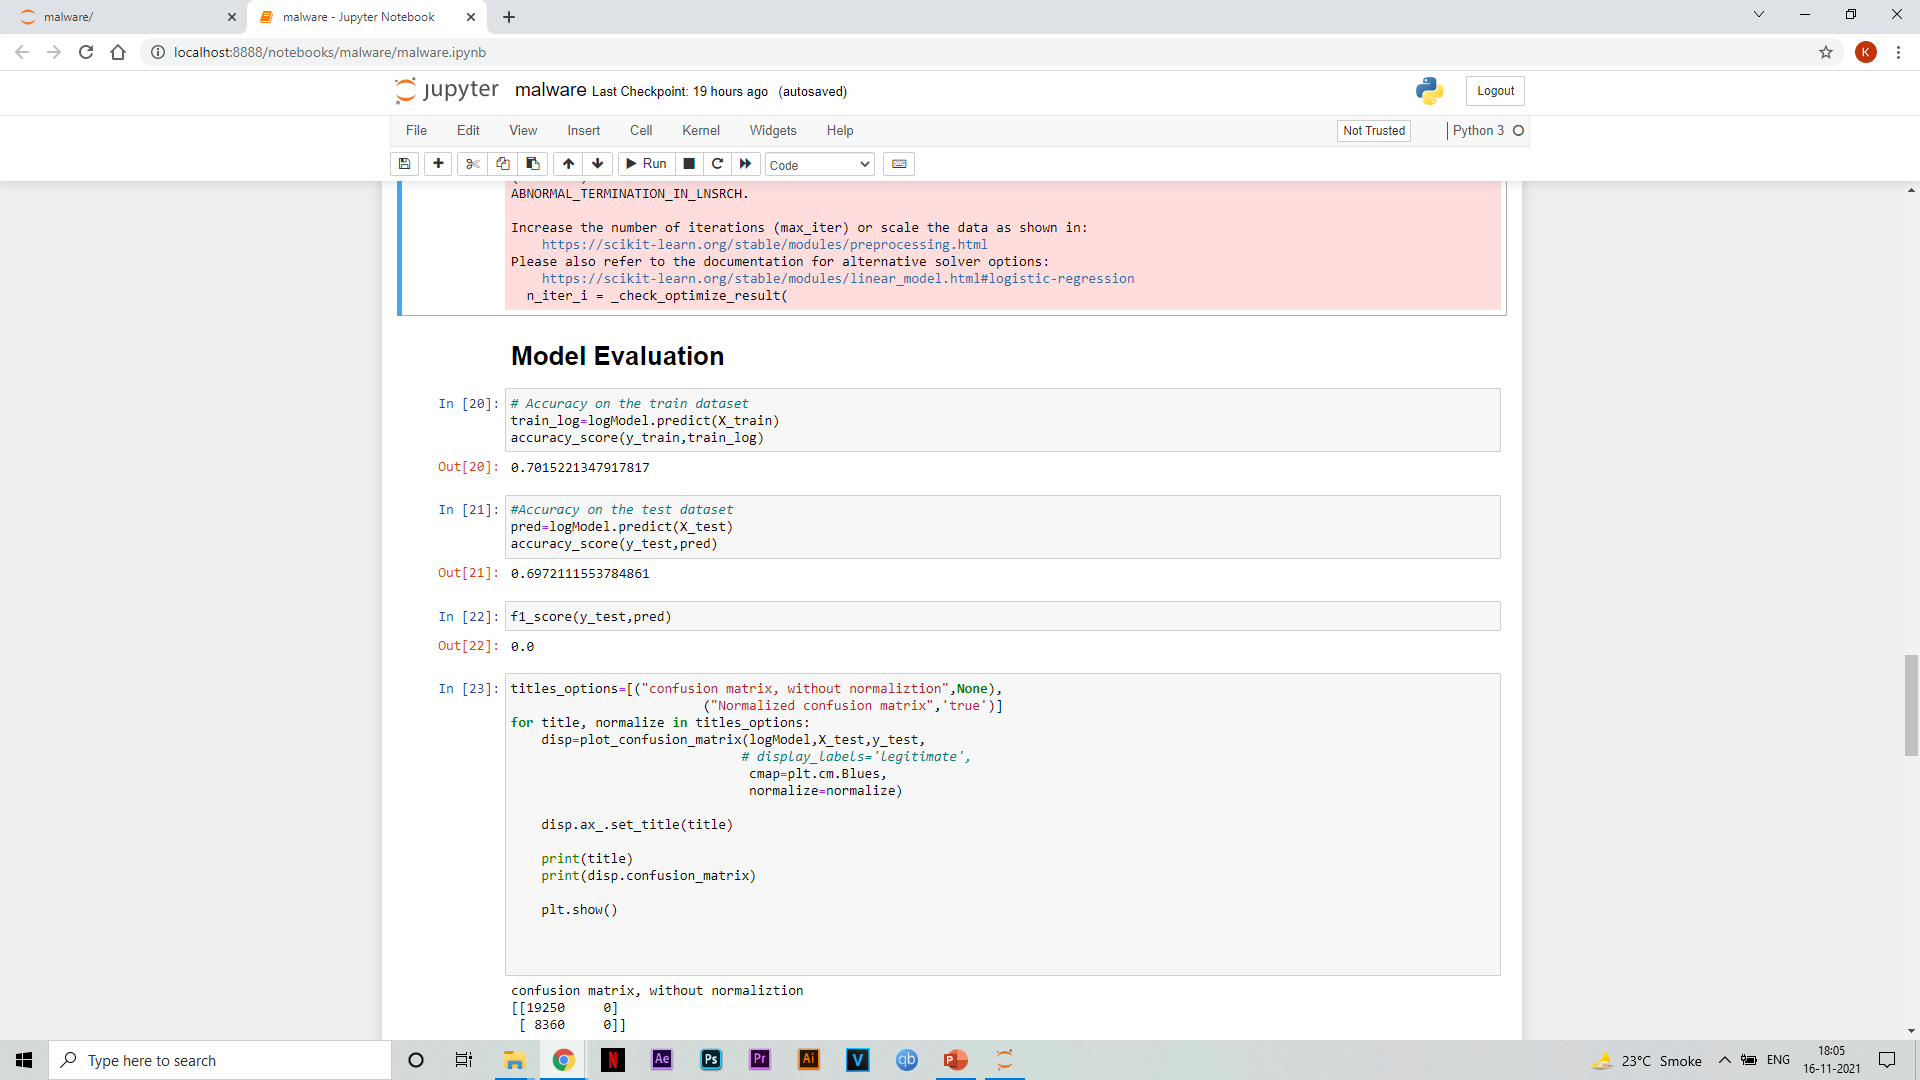 malware/
malware - Jupyter Notebook
localhost:8888/notebooks/malware/malware.ipynb
K
jupyter malware Last Checkpoint: 19 hours ago (autosaved)
Logout
File Edit View Insert Cell Kernel Widgets Help
Not Trusted
Python 3
Run
Code
ABNORMAL_TERMINATION_IN_LNSRCH.
Increase the number of iterations (max_iter) or scale the data as shown in:
https://scikit-learn.org/stable/modules/preprocessing.html
Please also refer to the documentation for alternative solver options:
https://scikit-learn.org/stable/modules/linear_model.html#logistic-regression
n_iter_i = _check_optimize_result(
Model Evaluation
In [20]: # Accuracy on the train dataset
train_log=logModel.predict(X_train)
accuracy_score(y_train,train_log)
Out[20]: 0.7015221347917817
In [21]: #Accuracy on the test dataset
pred=logModel.predict(X_test)
accuracy_score(y_test,pred)
Out[21]: 0.6972111553784861
In [22]: f1_score(y_test,pred)
Out[22]: 0.0
In [23]: titles_options=[("confusion matrix, without normaliztion",None),
("Normalized confusion matrix",'true')]
for title, normalize in titles_options:
disp=plot_confusion_matrix(logModel,X_test,y_test,
# display_labels='legitimate',
cmap=plt.cm.Blues,
normalize=normalize)
disp.ax_.set_title(title)
print(title)
print(disp.confusion_matrix)
plt.show()
confusion matrix, without normaliztion
[[19250 0]
[ 8360 0]]
Type here to search
N
Ae
Ps
Pr
Ai
V
qb
P
23°C Smoke
ENG
18:05
16-11-2021